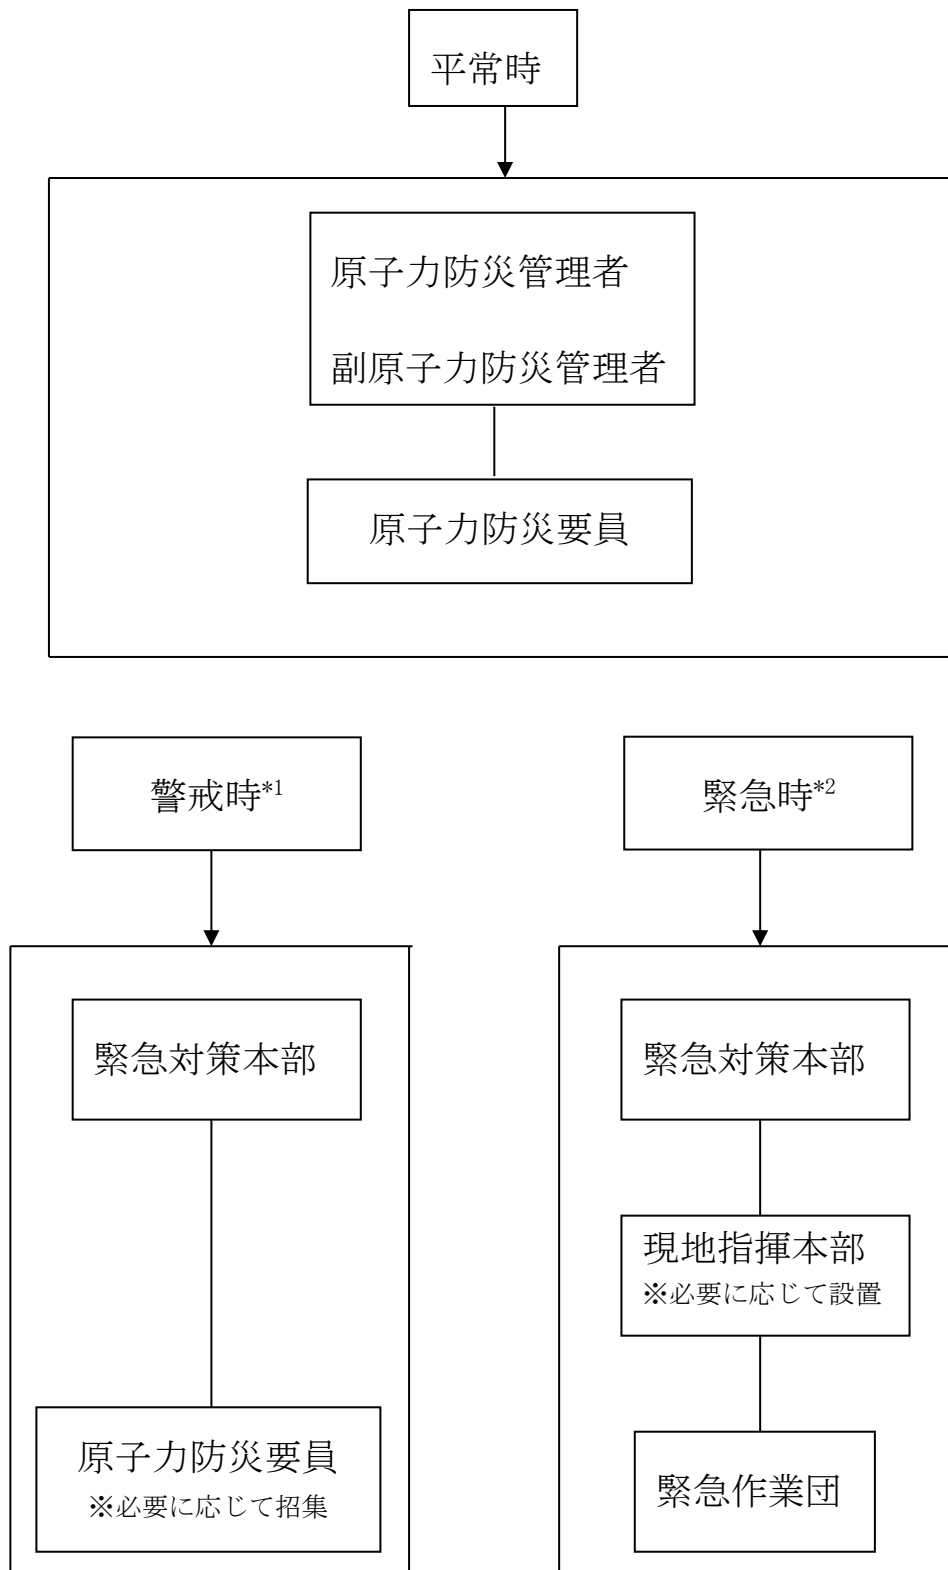 平常時
原子力防災管理者
副原子力防災管理者
原子力防災要員
警戒時*1
緊急対策本部
原子力防災要員
※必要に応じて招集
緊急時*2
緊急対策本部
現地指揮本部
※必要に応じて設置
緊急作業団